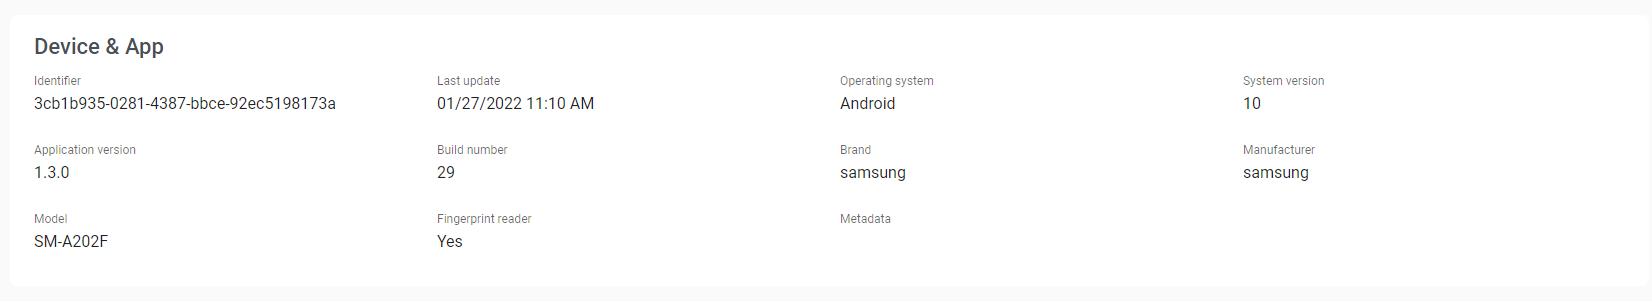 Device & App
Identifier
3cb1b935-0281-4387-bbce-92ec5198173a
Last update
01/27/2022 11:10 AM
Operating system
Android
System version
10
Application version
1.3.0
Build number
29
Brand
samsung
Manufacturer
samsung
Model
SM-A202F
Fingerprint reader
Yes
Metadata